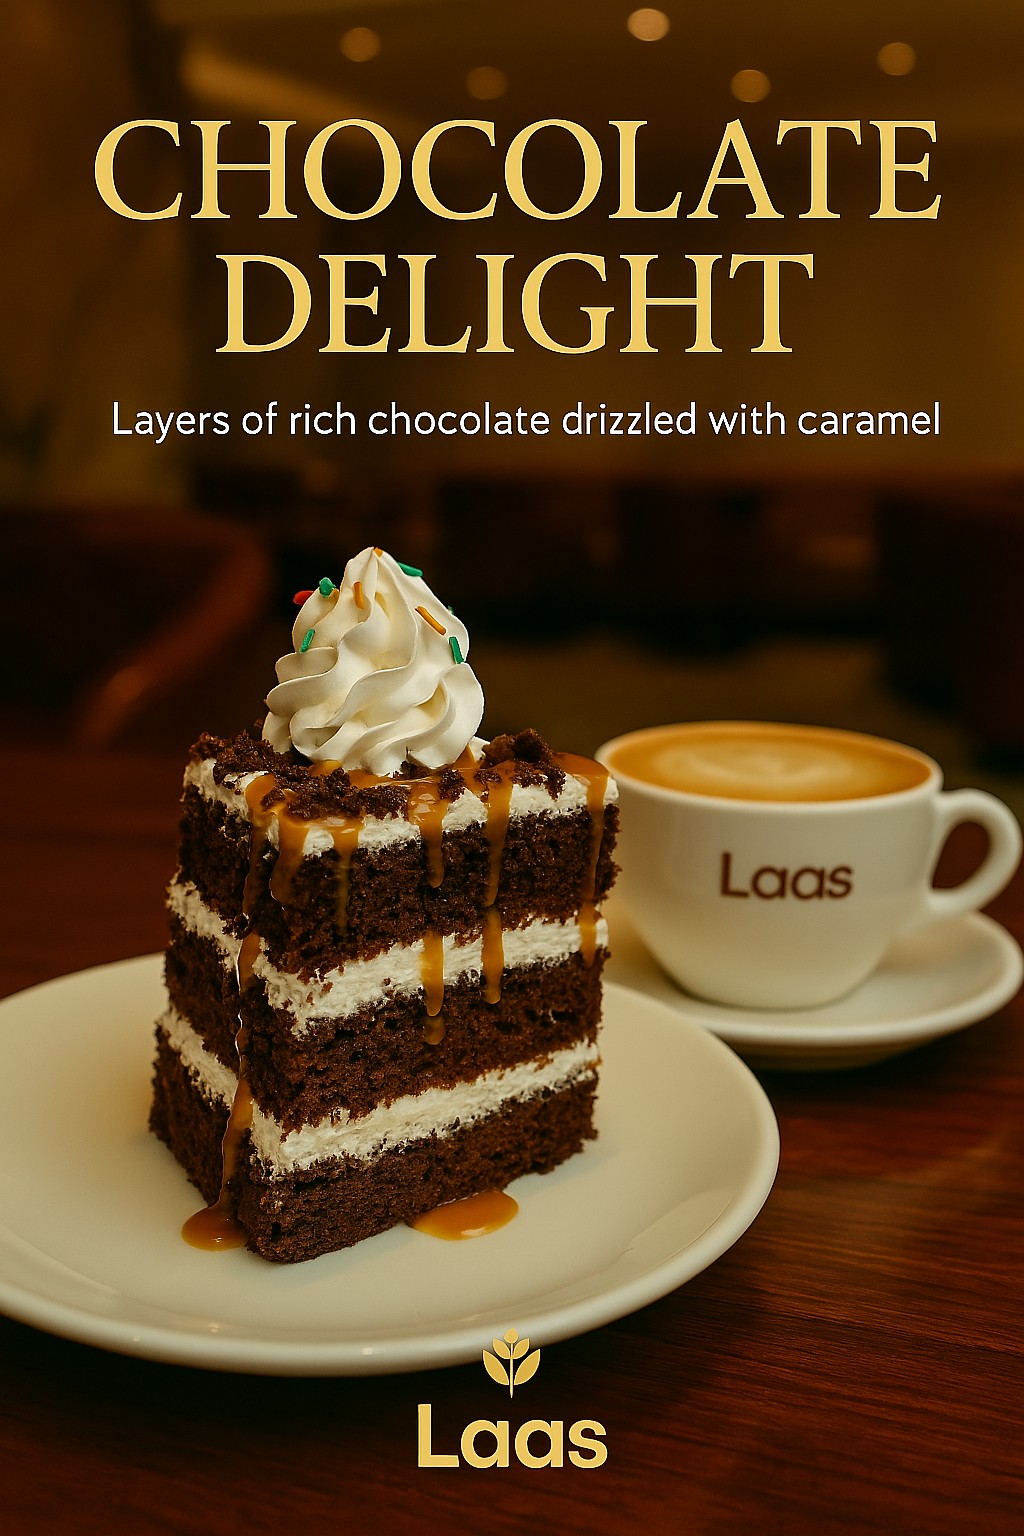 CHOCOLATE
DELIGHT
Layers of rich chocolate drizzled with caramel
Laas
Laas